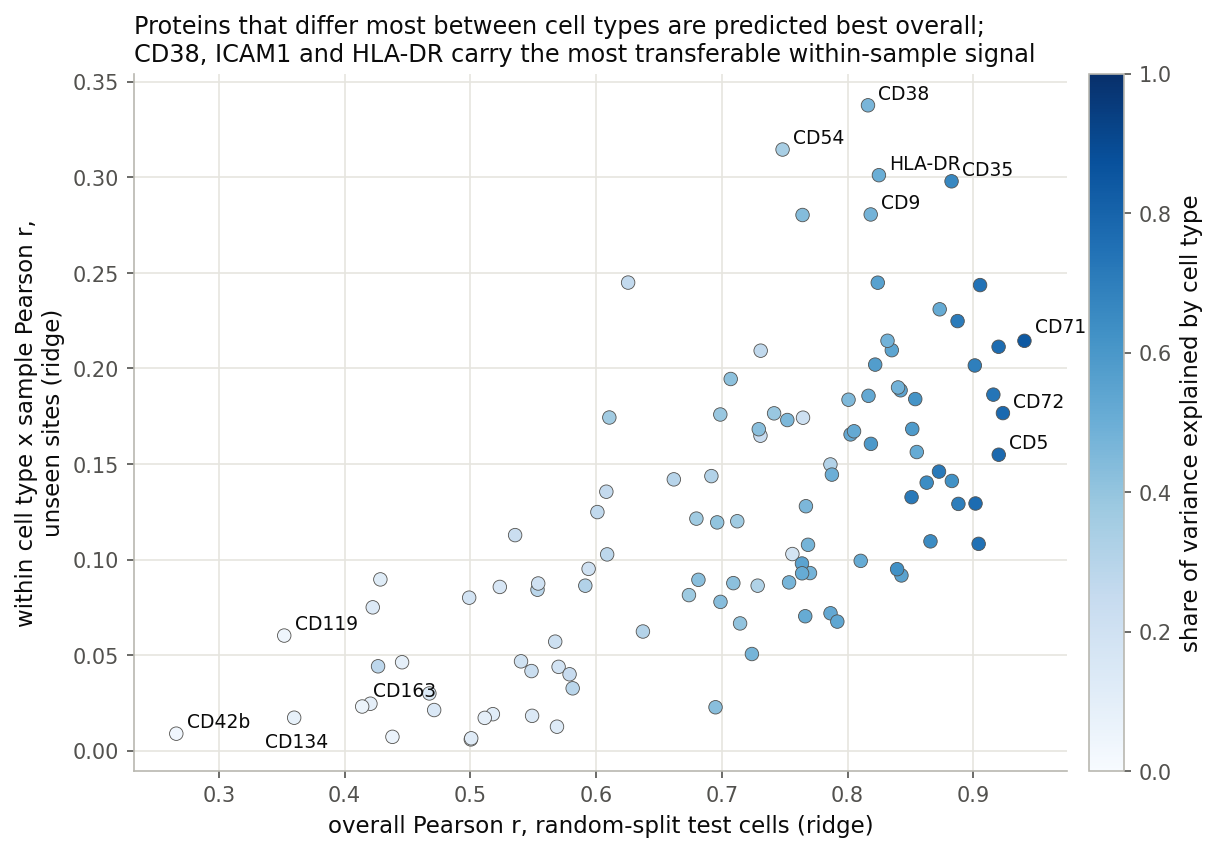 Proteins that differ most between cell types are predicted best overall;
CD38, ICAM1 and HLA-DR carry the most transferable within-sample signal
0.35
0.30
0.25
0.20
0.15
0.10
0.05
0.00
within cell type x sample Pearson r,
unseen sites (ridge)
CD38
CD54
HLA-DR
CD35
CD9
CD71
CD72
CD5
CD119
CD163
CD42b
CD134
0.3
0.4
0.5
0.6
0.7
0.8
0.9
overall Pearson r, random-split test cells (ridge)
1.0
0.8
0.6
0.4
0.2
0.0
share of variance explained by cell type